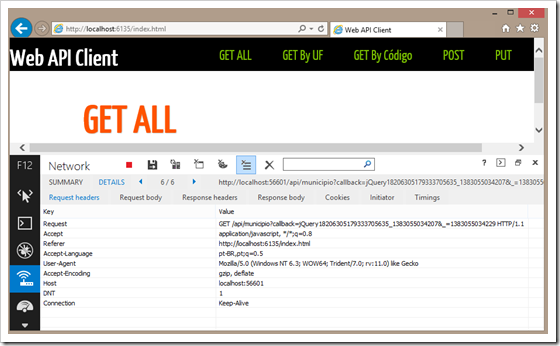 http://localhost:6135/index.html
Web API Client
Web API Client
GET ALL
GET By UF
GET By Código
POST
PUT
GET ALL
F12
Network
?
SUMMARY
DETAILS
6 / 6
http://localhost:56601/api/municipio?callback=jQuery18206305179333705635_1383055034207&_=13830
Request headers
Request body
Response headers
Response body
Cookies
Initiator
Timings
Key Value
Request GET /api/municipio?callback=jQuery18206305179333705635_1383055034207&_=1383055034229 HTTP/1.1
Accept application/javascript, */*;q=0.8
Referer http://localhost:6135/index.html
Accept-Language pt-BR,pt;q=0.5
User-Agent Mozilla/5.0 (Windows NT 6.3; WOW64; Trident/7.0; rv:11.0) like Gecko
Accept-Encoding gzip, deflate
Host localhost:56601
DNT 1
Connection Keep-Alive